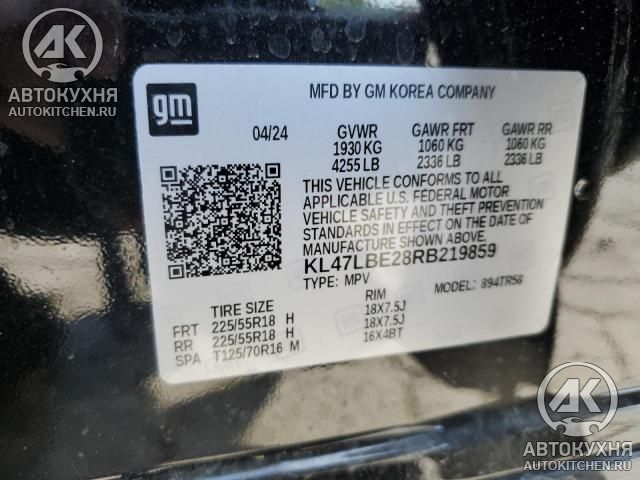 АВТОКУХНЯ
AUTOKITCHEN.RU
gm
MFD BY GM KOREA COMPANY
04/24
GVWR
1930 KG
4255 LB
GAWR FRT
1060 KG
2336 LB
GAWR RR
1060 KG
2336 LB
THIS VEHICLE CONFORMS TO ALL
APPLICABLE U.S. FEDERAL MOTOR
VEHICLE SAFETY AND THEFT PREVENTION
STANDARDS IN EFFECT ON THE DATE OF
MANUFACTURE SHOWN ABOVE.
KL47LBE28RB219859
TYPE: MPV
MODEL: 894TR58
TIRE SIZE
RIM
FRT 225/55R18 H 18X7.5J
RR 225/55R18 H 18X7.5J
SPA T125/70R16 M 16X4BT
АК
АВТОКУХНЯ
AUTOKITCHEN.RU